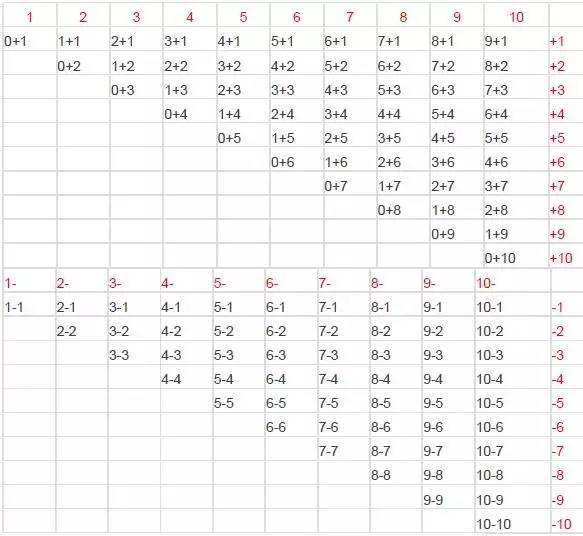 1 2 3 4 5 6 7 8 9 10
0+1 1+1 2+1 3+1 4+1 5+1 6+1 7+1 8+1 9+1 +1
0+2 1+2 2+2 3+2 4+2 5+2 6+2 7+2 8+2 +2
0+3 1+3 2+3 3+3 4+3 5+3 6+3 7+3 +3
0+4 1+4 2+4 3+4 4+4 5+4 6+4 +4
0+5 1+5 2+5 3+5 4+5 5+5 +5
0+6 1+6 2+6 3+6 4+6 +6
0+7 1+7 2+7 3+7 +7
0+8 1+8 2+8 +8
0+9 1+9 +9
0+10 +10
1- 2- 3- 4- 5- 6- 7- 8- 9- 10-
1-1 2-1 3-1 4-1 5-1 6-1 7-1 8-1 9-1 10-1 -1
2-2 3-2 4-2 5-2 6-2 7-2 8-2 9-2 10-2 -2
3-3 4-3 5-3 6-3 7-3 8-3 9-3 10-3 -3
4-4 5-4 6-4 7-4 8-4 9-4 10-4 -4
5-5 6-5 7-5 8-5 9-5 10-5 -5
6-6 7-6 8-6 9-6 10-6 -6
7-7 8-7 9-7 10-7 -7
8-8 9-8 10-8 -8
9-9 10-9 -9
10-10 -10